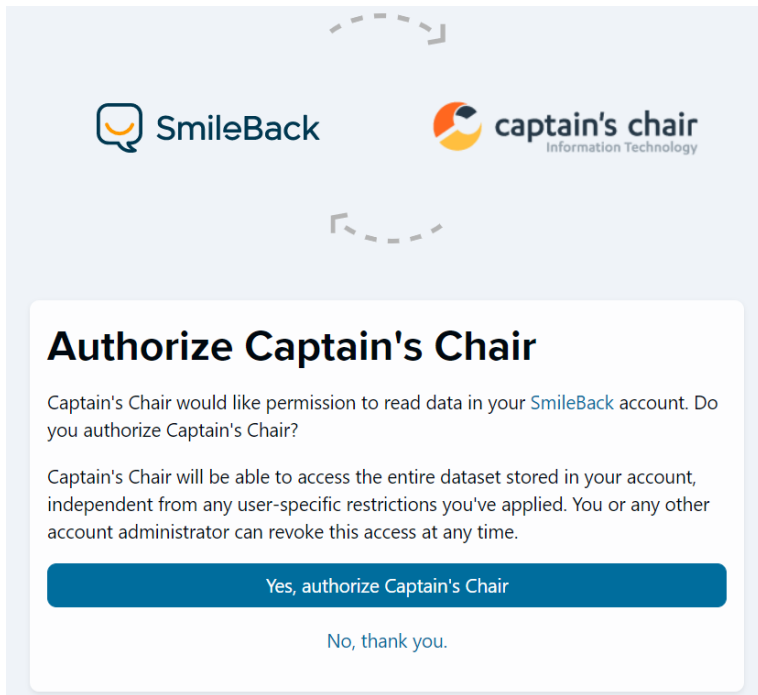 SmileBack
captain's chair
Information Technology
Authorize Captain's Chair
Captain's Chair would like permission to read data in your SmileBack account. Do
you authorize Captain's Chair?
Captain's Chair will be able to access the entire dataset stored in your account,
independent from any user-specific restrictions you've applied. You or any other
account administrator can revoke this access at any time.
Yes, authorize Captain's Chair
No, thank you.